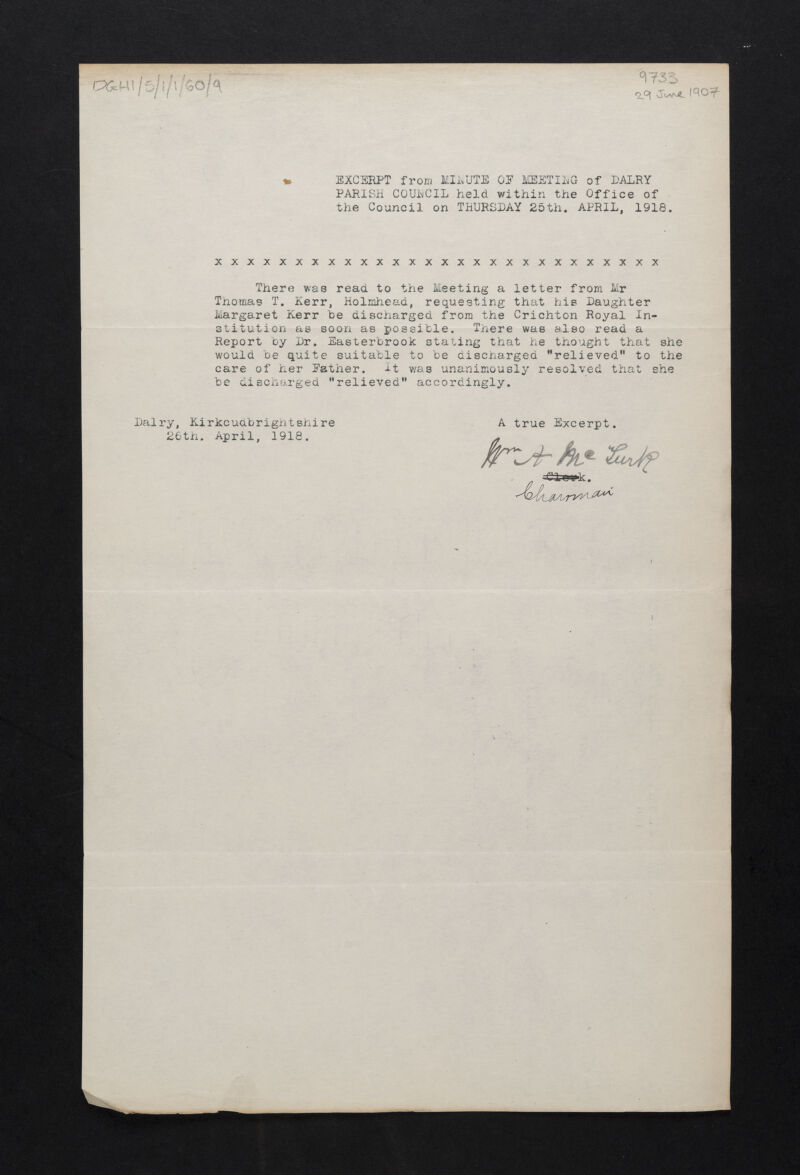 DGH1/5/1/1/60/9
9733
29 June 1907
EXCERPT from MINUTE OF MEETING of DALRY
PARISH COUNCIL held within the Office of
the Council on THURSDAY 25th. APRIL, 1918.
x x x x x x x x x x x x x x x x x x x x x x x x x x x x
There was read to the Meeting a letter from Mr
Thomas T. Kerr, Holmhead, requesting that his Daughter
Margaret Kerr be discharged from the Crichton Royal In-
stitution as soon as possible. There was also read a
Report by Dr. Easterbrook stating that he thought that she
would be quite suitable to be discharged "relieved" to the
care of her Father. It was unanimously resolved that she
be discharged "relieved" accordingly.
Dalry, Kirkcudbrightshire
26th. April, 1918.
A true Excerpt.
Wm A McTurk
Clerk.
Chairman